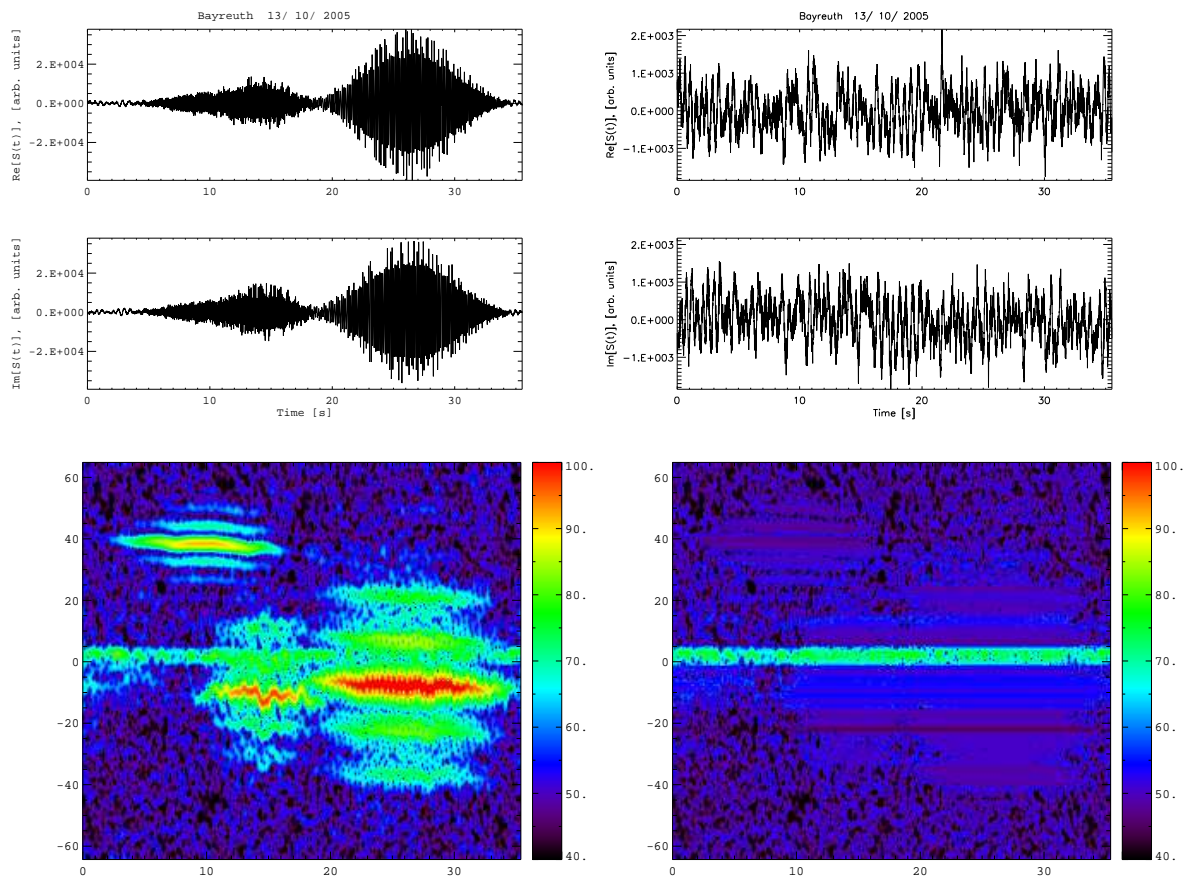 Bayreuth 13/ 10/ 2005
Re[S(t)], [arb. units]
2.E+004
0.E+000
-2.E+004
0 10 20 30
Im[S(t)], [arb. units]
2.E+004
0.E+000
-2.E+004
0 10 20 30
Time [s]
Bayreuth 13/ 10/ 2005
Re[S(t)], [arb. units]
2.E+003
1.E+003
0.E+000
-1.E+003
0 10 20 30
Im[S(t)], [arb. units]
2.E+003
1.E+003
0.E+000
-1.E+003
0 10 20 30
Time [s]
60
40
20
0
-20
-40
-60
0 10 20 30
100.
90.
80.
70.
60.
50.
40.
60
40
20
0
-20
-40
-60
0 10 20 30
100.
90.
80.
70.
60.
50.
40.